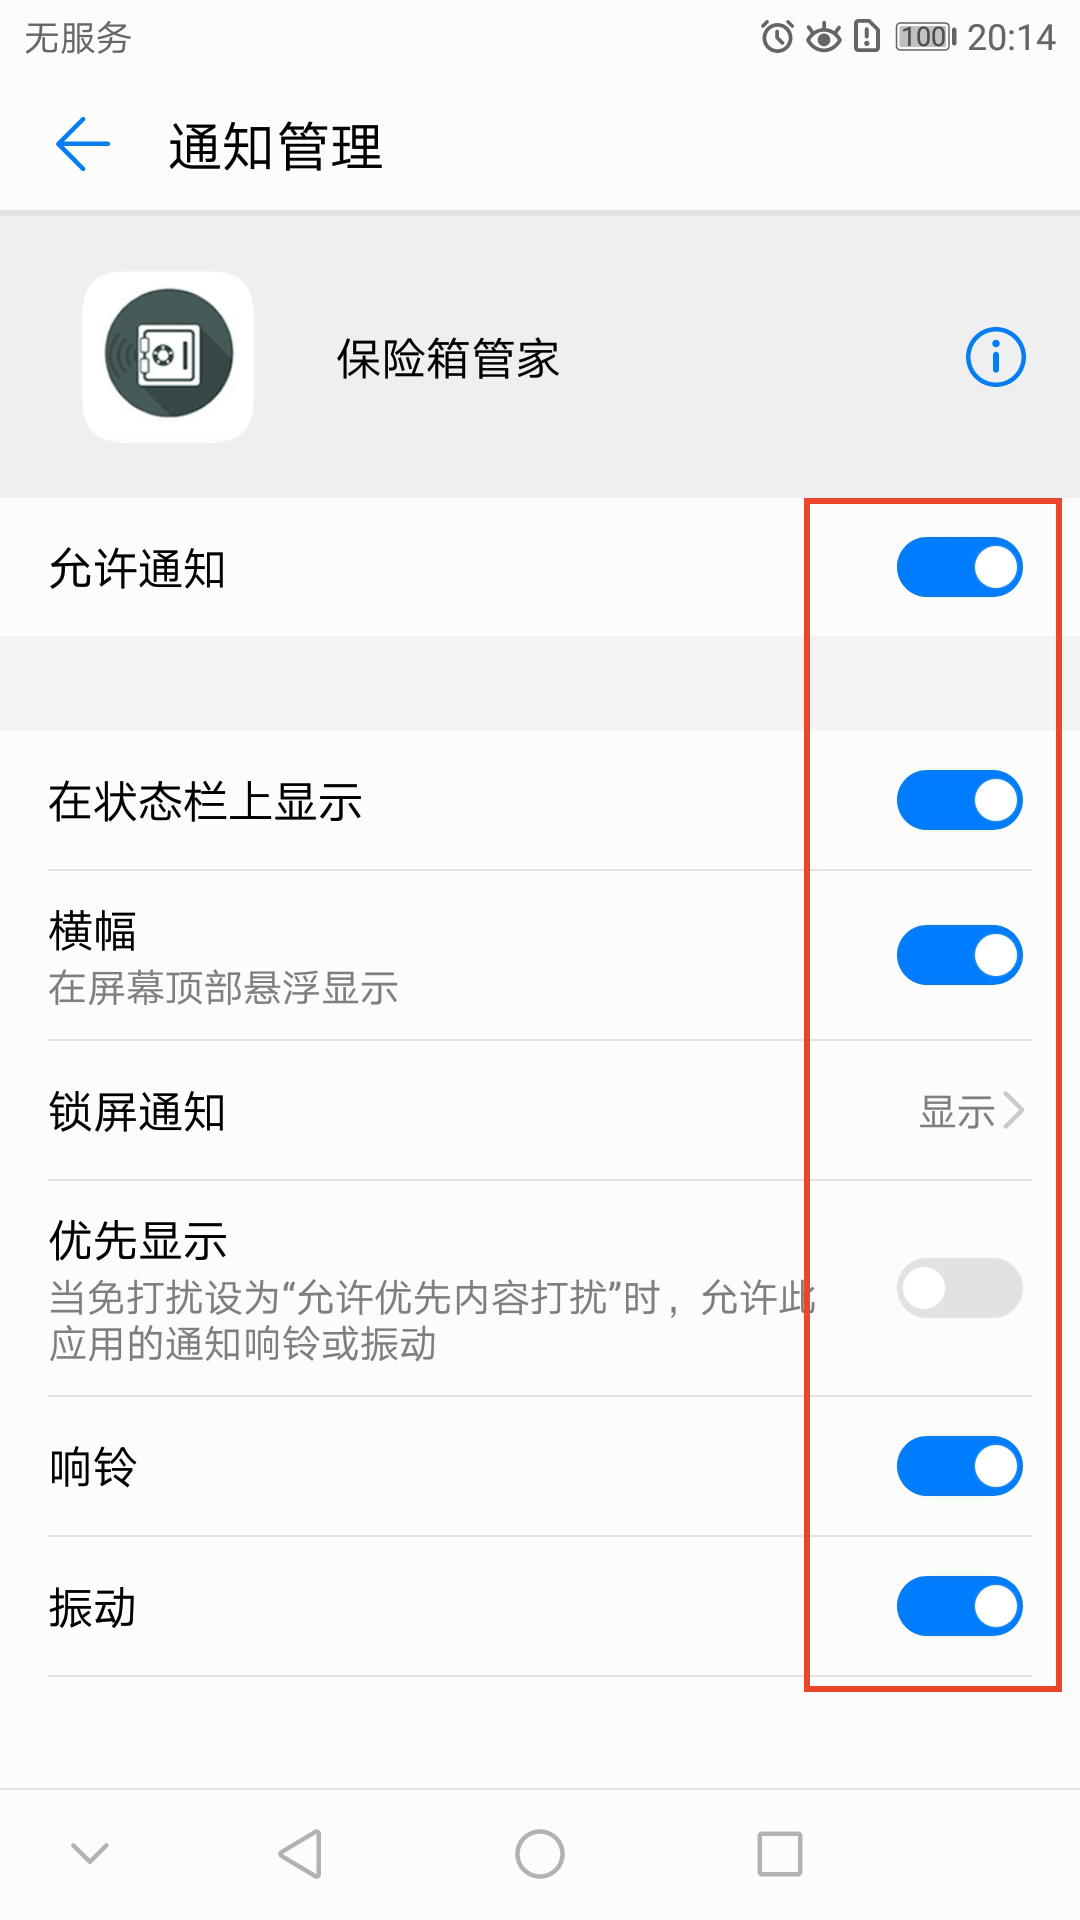 无服务 100 20:14
通知管理
保险箱管家
允许通知
在状态栏上显示
横幅
在屏幕顶部悬浮显示
锁屏通知 显示
优先显示
当免打扰设为“允许优先内容打扰”时，允许此
应用的通知响铃或振动
响铃
振动